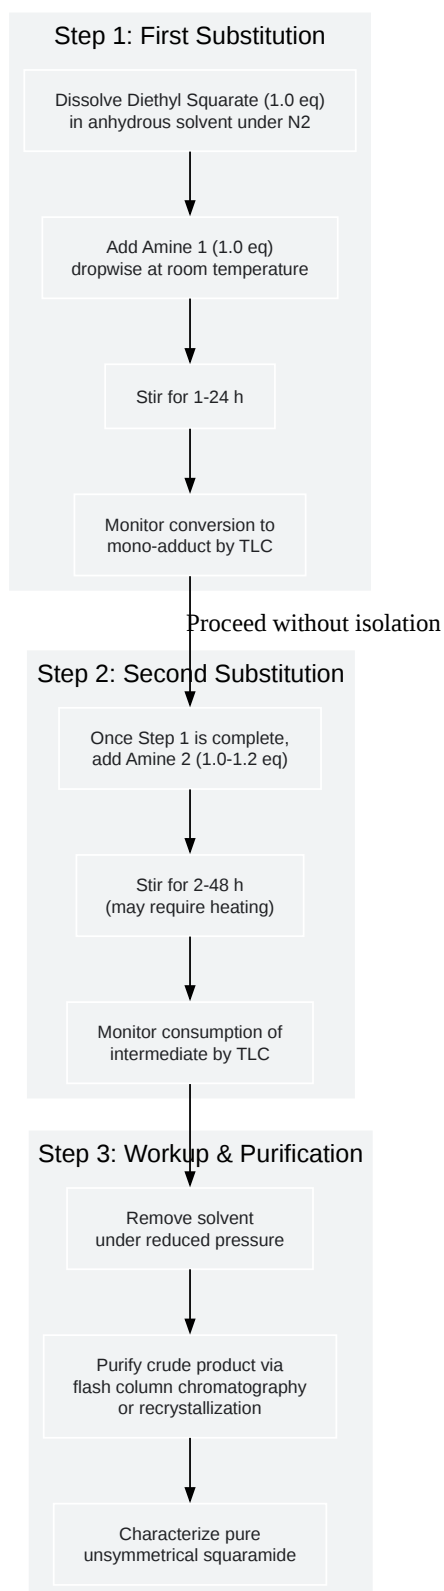 Step 1: First Substitution
Dissolve Diethyl Squarate (1.0 eq)
in anhydrous solvent under N2
Add Amine 1 (1.0 eq)
dropwise at room temperature
Stir for 1-24 h
Monitor conversion to
mono-adduct by TLC
Proceed without isolation
Step 2: Second Substitution
Once Step 1 is complete,
add Amine 2 (1.0-1.2 eq)
Stir for 2-48 h
(may require heating)
Monitor consumption of
intermediate by TLC
Step 3: Workup & Purification
Remove solvent
under reduced pressure
Purify crude product via
flash column chromatography
or recrystallization
Characterize pure
unsymmetrical squaramide